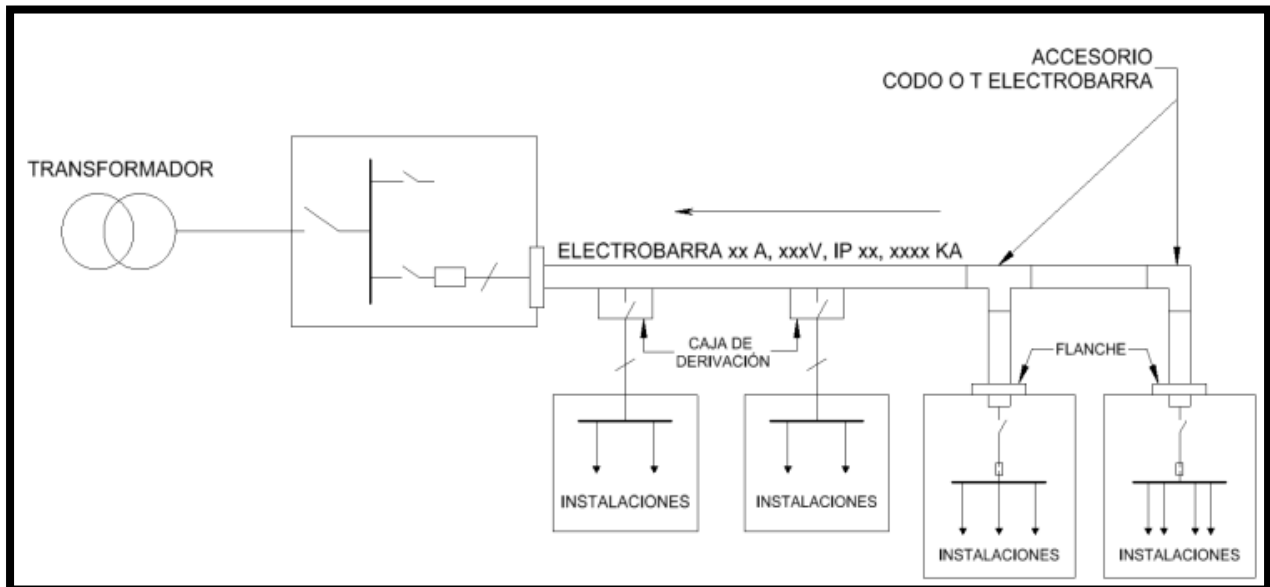 ACCESORIO
CODO O T ELECTROBARRA
TRANSFORMADOR
ELECTROBARRA xx A, xxxV, IP xx, xxxx KA
CAJA DE
DERIVACIÓN
FLANCHE
INSTALACIONES
INSTALACIONES
INSTALACIONES
INSTALACIONES